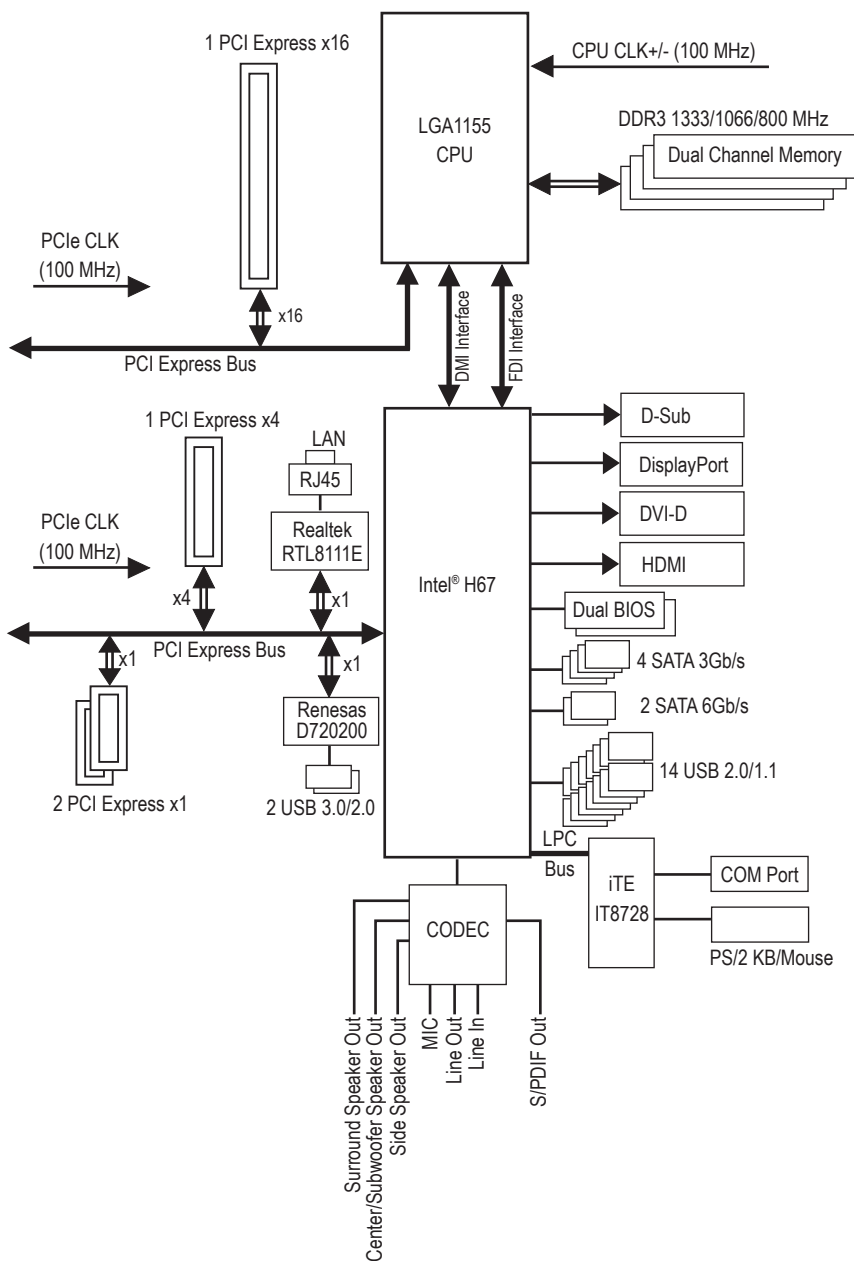 1 PCI Express x16
CPU CLK+/- (100 MHz)
LGA1155
CPU
DDR3 1333/1066/800 MHz
Dual Channel Memory
PCIe CLK
(100 MHz)
x16
PCI Express Bus
DMI Interface
FDI Interface
1 PCI Express x4
LAN
RJ45
Realtek
RTL8111E
PCIe CLK
(100 MHz)
x4
x1
PCI Express Bus
x1
x1
Renesas
D720200
2 PCI Express x1
2 USB 3.0/2.0
Intel® H67
D-Sub
DisplayPort
DVI-D
HDMI
Dual BIOS
4 SATA 3Gb/s
2 SATA 6Gb/s
14 USB 2.0/1.1
LPC
Bus
iTE
IT8728
COM Port
PS/2 KB/Mouse
CODEC
Surround Speaker Out
Center/Subwoofer Speaker Out
Side Speaker Out
MIC
Line Out
Line In
S/PDIF Out